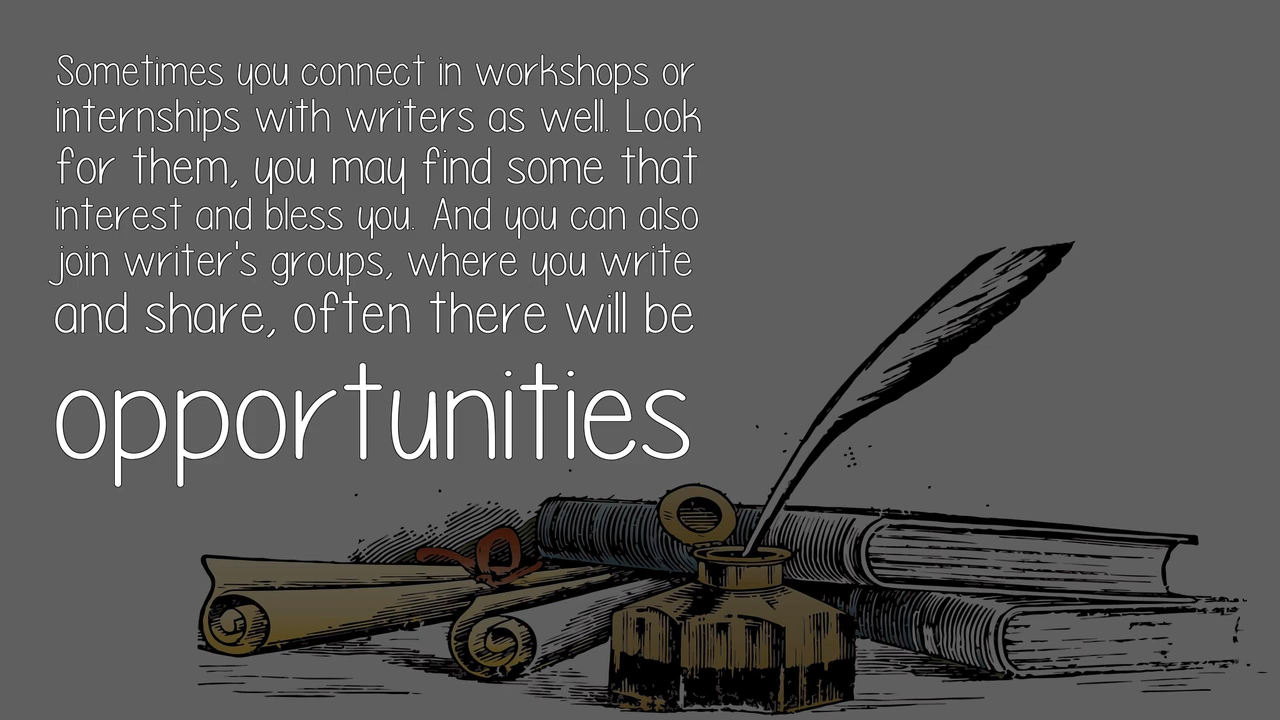 Sometimes you connect in workshops or
internships with writers as well. Look
for them, you may find some that
interest and bless you. And you can also
join writer's groups, where you write
and share, often there will be
opportunities